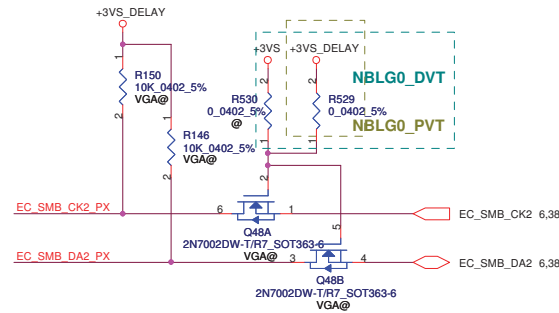 +3VS_DELAY
+3VS
+3VS_DELAY
NBLG0_DVT
1
R150
10K_0402_5%
VGA@
2
2
R530
0_0402_5%
@
1
2
R529
0_0402_5%
1
NBLG0_PVT
1
R146
10K_0402_5%
VGA@
2
2
EC_SMB_CK2_PX
6
1
EC_SMB_CK2 6,38
Q48A
2N7002DW-T/R7_SOT363-6
VGA@
5
EC_SMB_DA2_PX
3
4
EC_SMB_DA2 6,38
Q48B
2N7002DW-T/R7_SOT363-6
VGA@